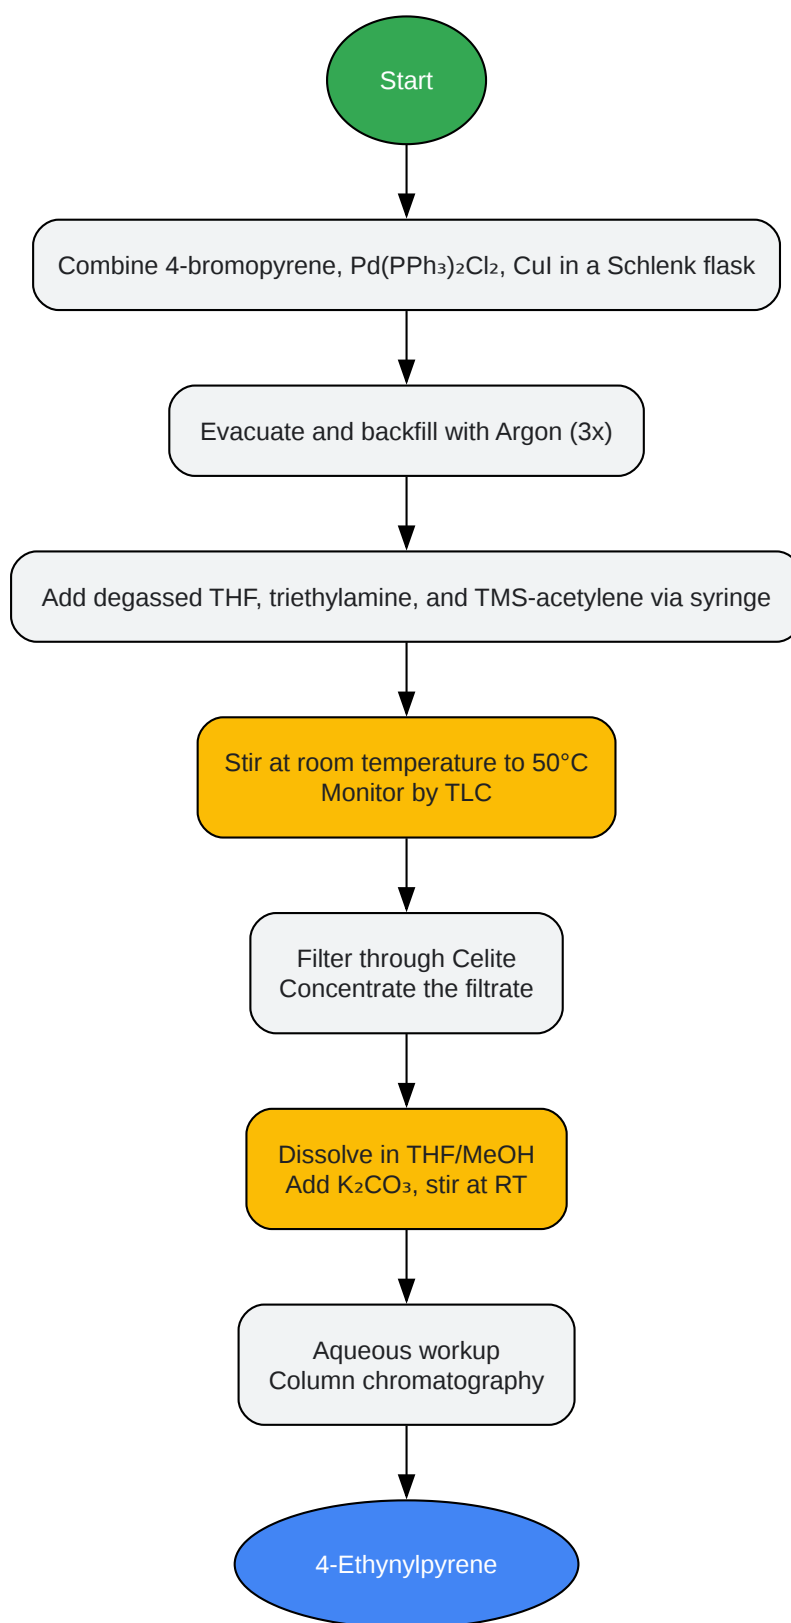 Start
Combine 4-bromopyrene, Pd(PPh₃)₂Cl₂, CuI in a Schlenk flask
Evacuate and backfill with Argon (3x)
Add degassed THF, triethylamine, and TMS-acetylene via syringe
Stir at room temperature to 50°C
Monitor by TLC
Filter through Celite
Concentrate the filtrate
Dissolve in THF/MeOH
Add K₂CO₃, stir at RT
Aqueous workup
Column chromatography
4-Ethynylpyrene